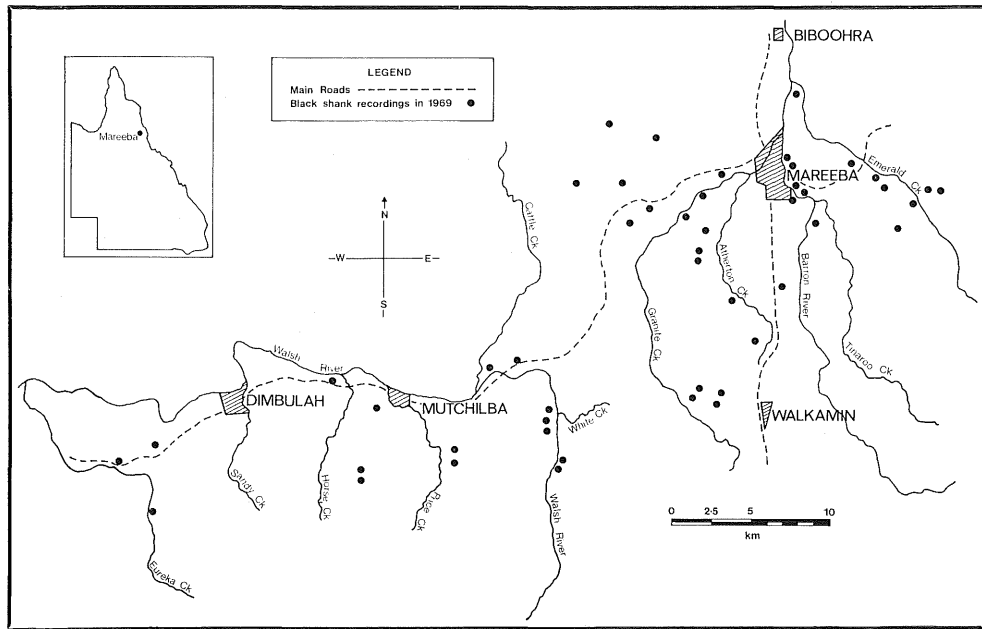 BIBOOHRA
LEGEND
Main Roads
Black shank recordings in 1969
Mareeba
MAREEBA
Emerald Ck
Cattle Ck
N
W
E
S
Atherton Ck
Barron River
Granite Ck
Tinaroo Ck
Walsh
River
DIMBULAH
MUTCHILBA
WALKAMIN
White Ck
Sandy Ck
Horse Ck
Price Ck
Walsh River
Eureka Ck
0 2·5 5 10
km